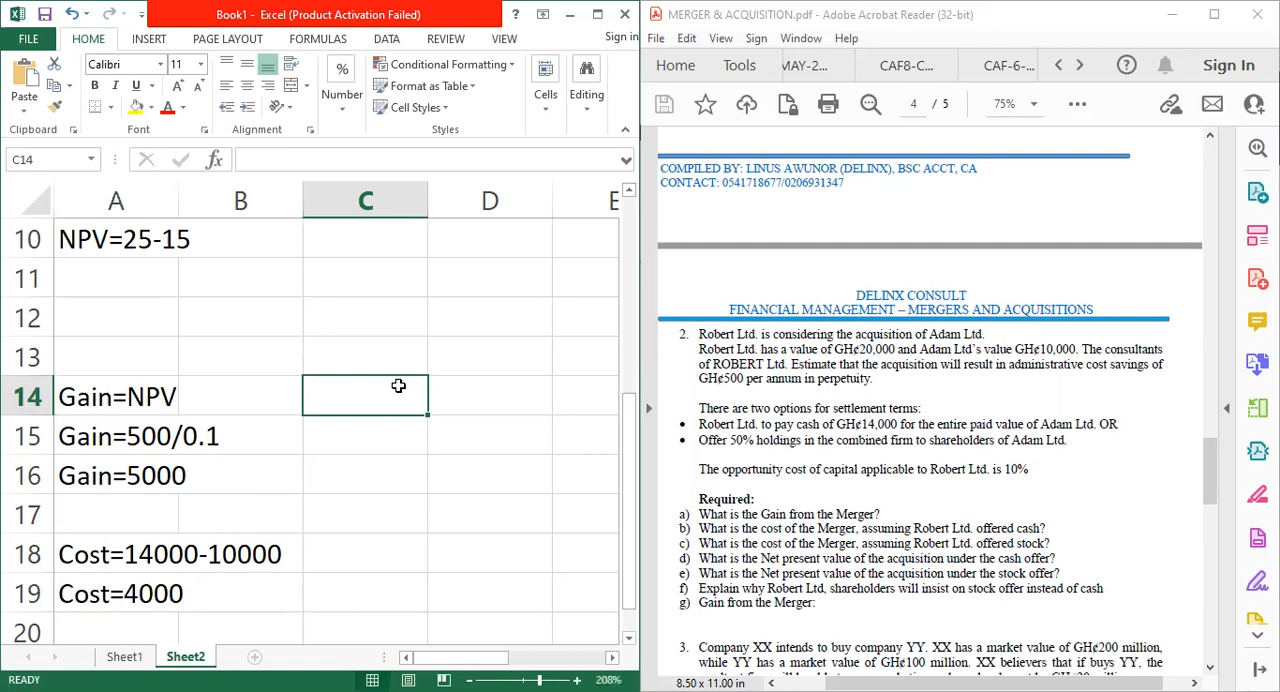 Book1 - Excel (Product Activation Failed)
FILE HOME INSERT PAGE LAYOUT FORMULAS DATA REVIEW VIEW Sign in
Calibri 11
Paste
B I U
A A
%
Number
Conditional Formatting
Format as Table
Cell Styles
Cells
Editing
Clipboard Font Alignment Styles
C14
fx
A B C D E
10 NPV=25-15
11
12
13
14 Gain=NPV
15 Gain=500/0.1
16 Gain=5000
17
18 Cost=14000-10000
19 Cost=4000
20
Sheet1 Sheet2
READY
208%
MERGER & ACQUISITION.pdf - Adobe Acrobat Reader (32-bit)
File Edit View Sign Window Help
Home Tools MAY-2... CAF8-C... CAF-6-... Sign In
4 / 5 75%
COMPILED BY: LINUS AWUNOR (DELINX), BSC ACCT, CA
CONTACT: 0541718677/0206931347
DELINX CONSULT
FINANCIAL MANAGEMENT – MERGERS AND ACQUISITIONS
2. Robert Ltd. is considering the acquisition of Adam Ltd.
Robert Ltd. has a value of GH¢20,000 and Adam Ltd's value GH¢10,000. The consultants
of ROBERT Ltd. Estimate that the acquisition will result in administrative cost savings of
GH¢500 per annum in perpetuity.
There are two options for settlement terms:
• Robert Ltd. to pay cash of GH¢14,000 for the entire paid value of Adam Ltd. OR
• Offer 50% holdings in the combined firm to shareholders of Adam Ltd.
The opportunity cost of capital applicable to Robert Ltd. is 10%
Required:
a) What is the Gain from the Merger?
b) What is the cost of the Merger, assuming Robert Ltd. offered cash?
c) What is the cost of the Merger, assuming Robert Ltd. offered stock?
d) What is the Net present value of the acquisition under the cash offer?
e) What is the Net present value of the acquisition under the stock offer?
f) Explain why Robert Ltd, shareholders will insist on stock offer instead of cash
g) Gain from the Merger:
3. Company XX intends to buy company YY. XX has a market value of GH¢200 million,
while YY has a market value of GH¢100 million. XX believes that if buys YY, the
8.50 x 11.00 in